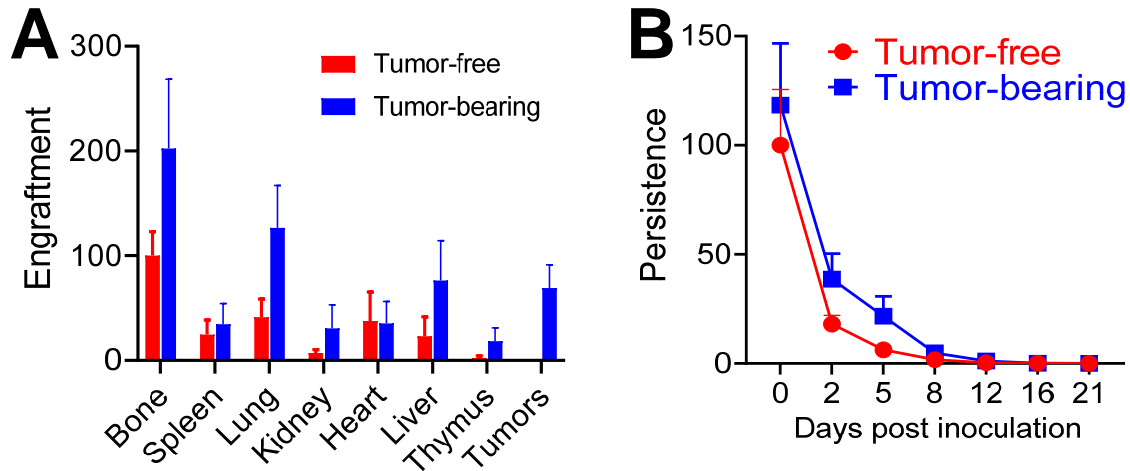 A
Engraftment
300
200
100
0
Tumor-free
Tumor-bearing
Bone
Spleen
Lung
Kidney
Heart
Liver
Thymus
Tumors
B
Persistence
150
100
50
0
Tumor-free
Tumor-bearing
0 2 5 8 12 16 21
Days post inoculation